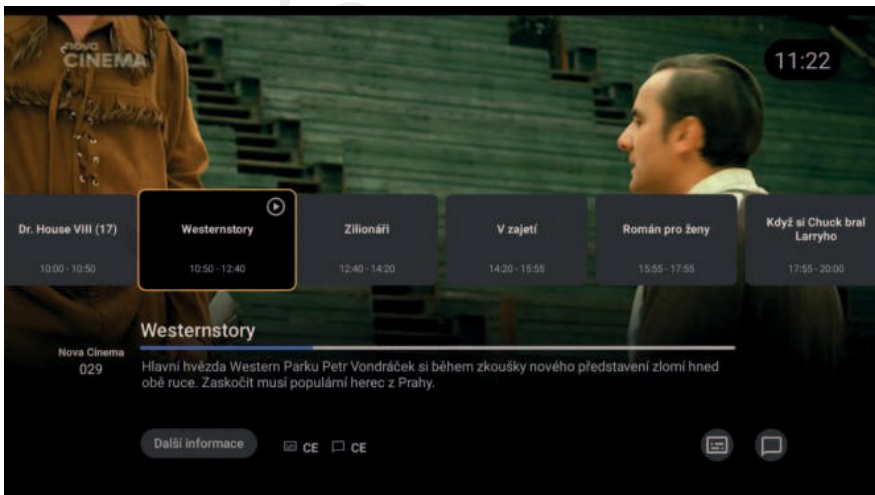 nova
CINEMA
11:22
Dr. House VIII (17)
10:00 - 10:50
Westernstory
10:50 - 12:40
Zilionáři
12:40 - 14:20
V zajetí
14:20 - 15:55
Román pro ženy
15:55 - 17:55
Když si Chuck bral
Larryho
17:55 - 20:00
Westernstory
Nova Cinema
029
Hlavní hvězda Western Parku Petr Vondráček si během zkoušky nového představení zlomí hned
obě ruce. Zaskočit musí populární herec z Prahy.
Další informace
CE
CE